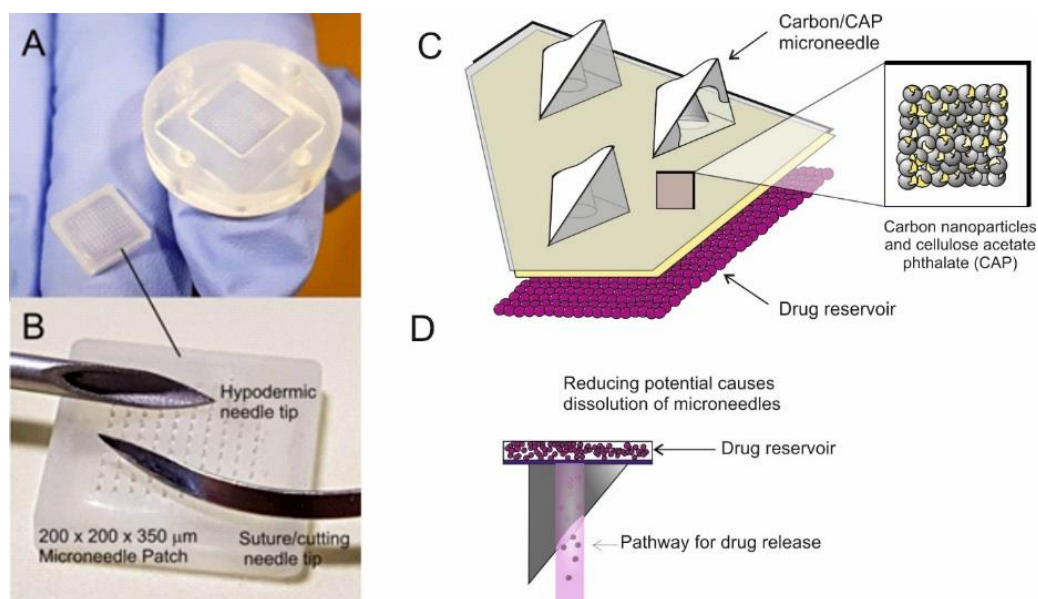 A
B
Hypodermic
needle tip
200 x 200 x 350 µm
Microneedle Patch
Suture/cutting
needle tip
C
Carbon/CAP
microneedle
Carbon nanoparticles
and cellulose acetate
phthalate (CAP)
Drug reservoir
D
Reducing potential causes
dissolution of microneedles
Drug reservoir
Pathway for drug release